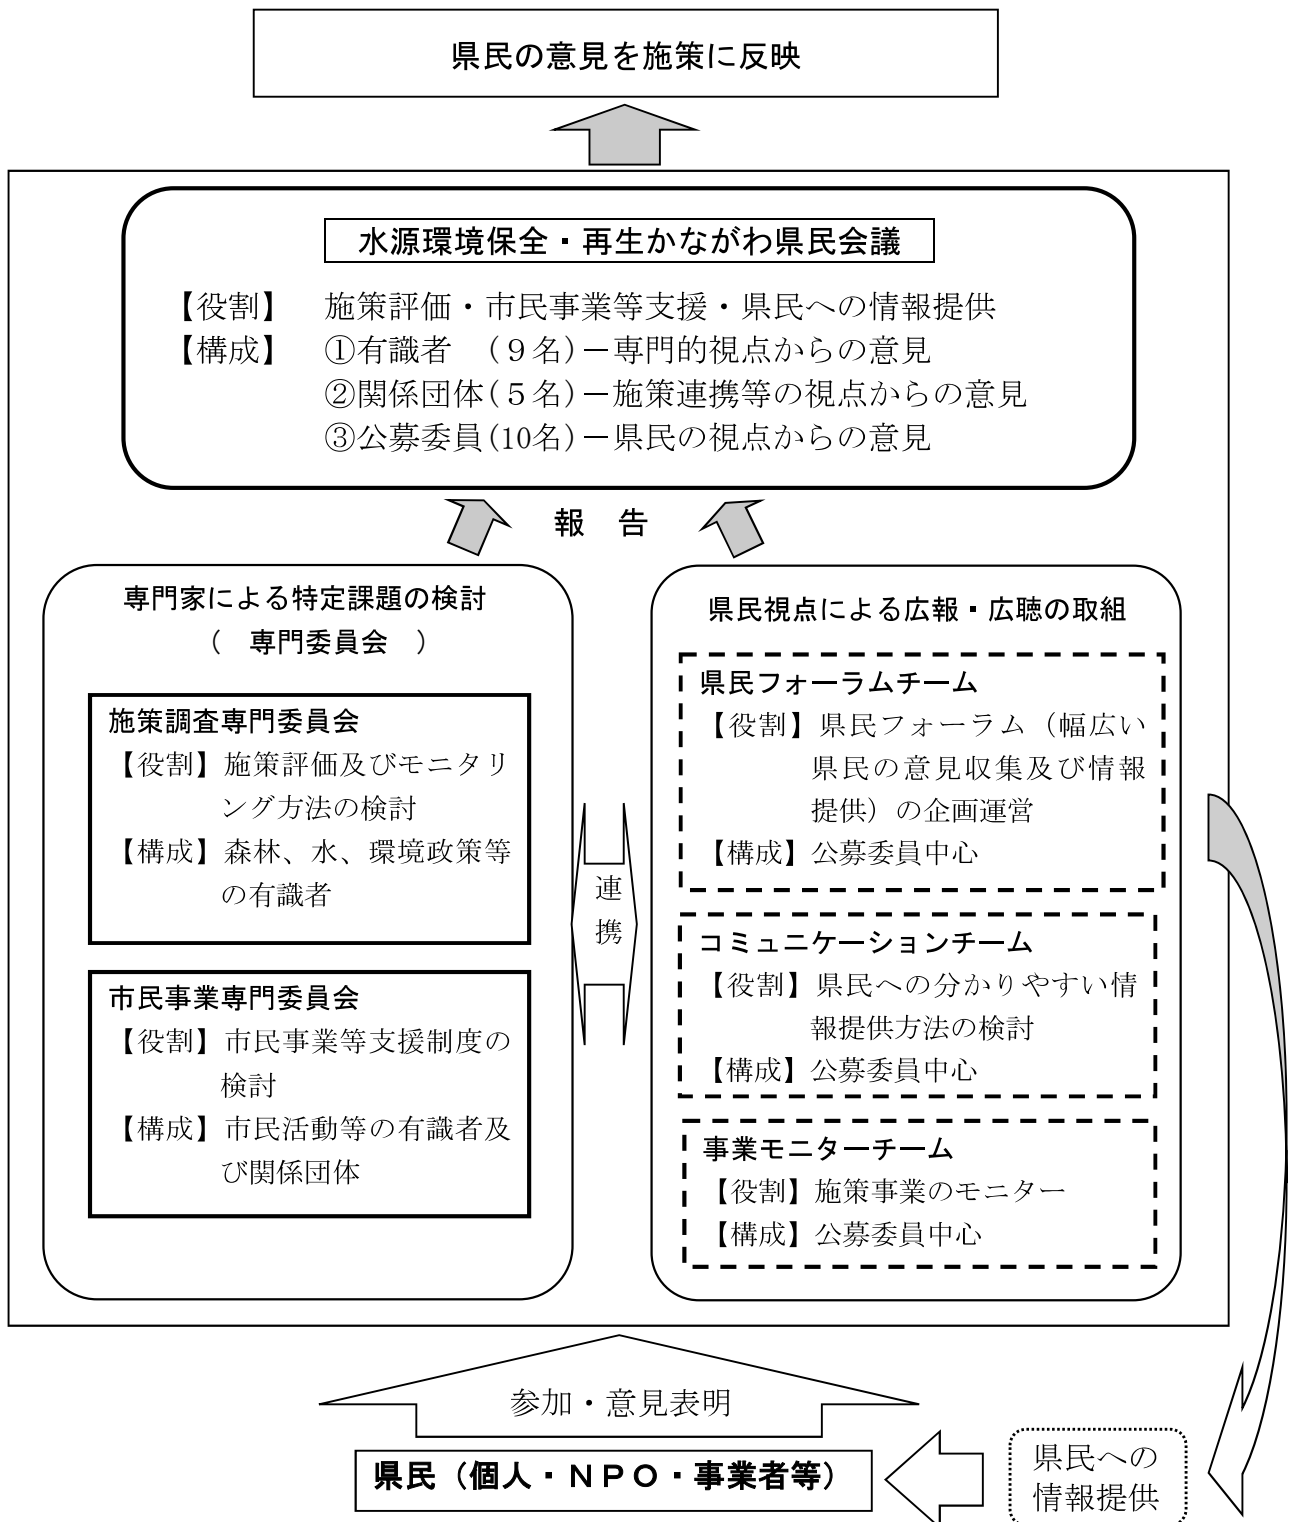 県民の意見を施策に反映
水源環境保全・再生かながわ県民会議
【役割】　施策評価・市民事業等支援・県民への情報提供
【構成】　①有識者　（９名）－専門的視点からの意見
②関係団体（５名）－施策連携等の視点からの意見
③公募委員（10名）－県民の視点からの意見
報　告
専門家による特定課題の検討
（　専門委員会　）
施策調査専門委員会
【役割】施策評価及びモニタリ
ング方法の検討
【構成】森林、水、環境政策等
の有識者
市民事業専門委員会
【役割】市民事業等支援制度の
検討
【構成】市民活動等の有識者及
び関係団体
連
携
県民視点による広報・広聴の取組
県民フォーラムチーム
【役割】県民フォーラム（幅広い
県民の意見収集及び情報
提供）の企画運営
【構成】公募委員中心
コミュニケーションチーム
【役割】県民への分かりやすい情
報提供方法の検討
【構成】公募委員中心
事業モニターチーム
【役割】施策事業のモニター
【構成】公募委員中心
参加・意見表明
県民（個人・ＮＰＯ・事業者等）
県民への
情報提供